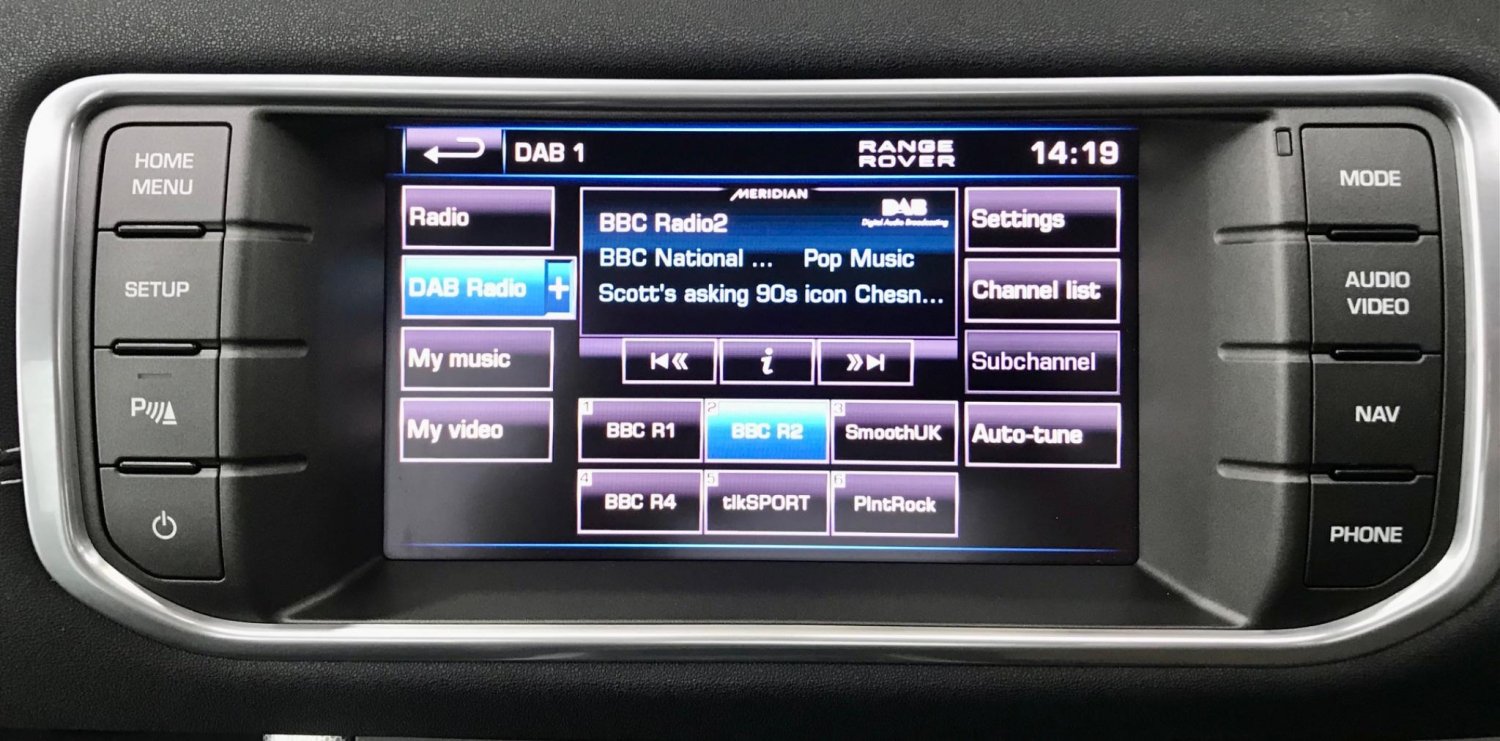 HOME
MENU
SETUP
P
DAB 1
RANGE
ROVER
14:19
Radio
DAB Radio +
My music
My video
MERIDIAN
BBC Radio2
DAB
Digital Audio Broadcasting
BBC National ... Pop Music
Scott's asking 90s icon Chesn...
i
1 BBC R1
2 BBC R2
3 SmoothUK
4 BBC R4
5 tlkSPORT
6 PlntRock
Settings
Channel list
Subchannel
Auto-tune
MODE
AUDIO
VIDEO
NAV
PHONE